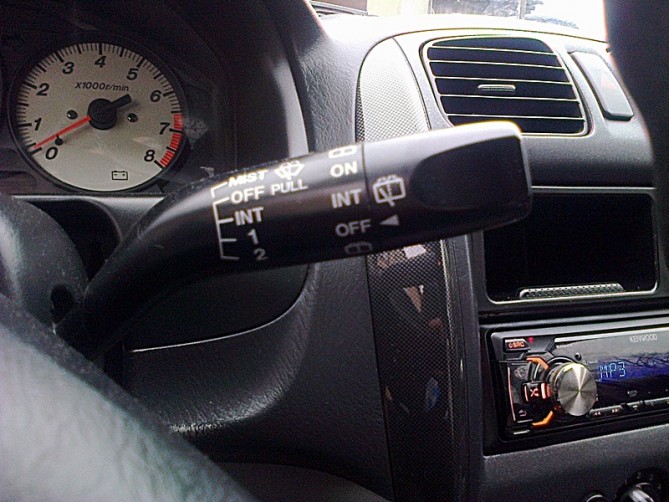 0
1
2
3
4
5
6
7
8
X1000r/min
MIST
OFF PULL
INT
1
2
ON
INT
OFF
SRC
KENWOOD
MP3